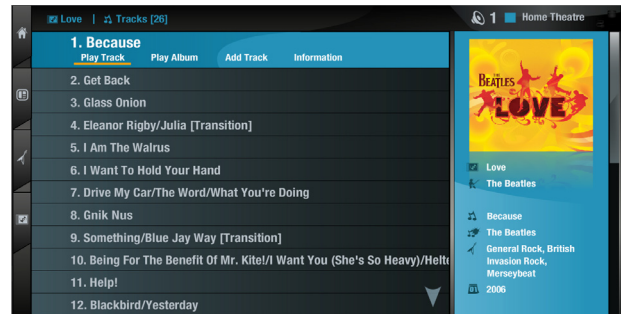 Love | Tracks [26]
1 Home Theatre
1. Because
Play Track Play Album Add Track Information
2. Get Back
3. Glass Onion
4. Eleanor Rigby/Julia [Transition]
5. I Am The Walrus
6. I Want To Hold Your Hand
7. Drive My Car/The Word/What You're Doing
8. Gnik Nus
9. Something/Blue Jay Way [Transition]
10. Being For The Benefit Of Mr. Kite!/I Want You (She's So Heavy)/Helte
11. Help!
12. Blackbird/Yesterday
THE
BEATLES
LOVE
Love
The Beatles
Because
The Beatles
General Rock, British
Invasion Rock,
Merseybeat
2006